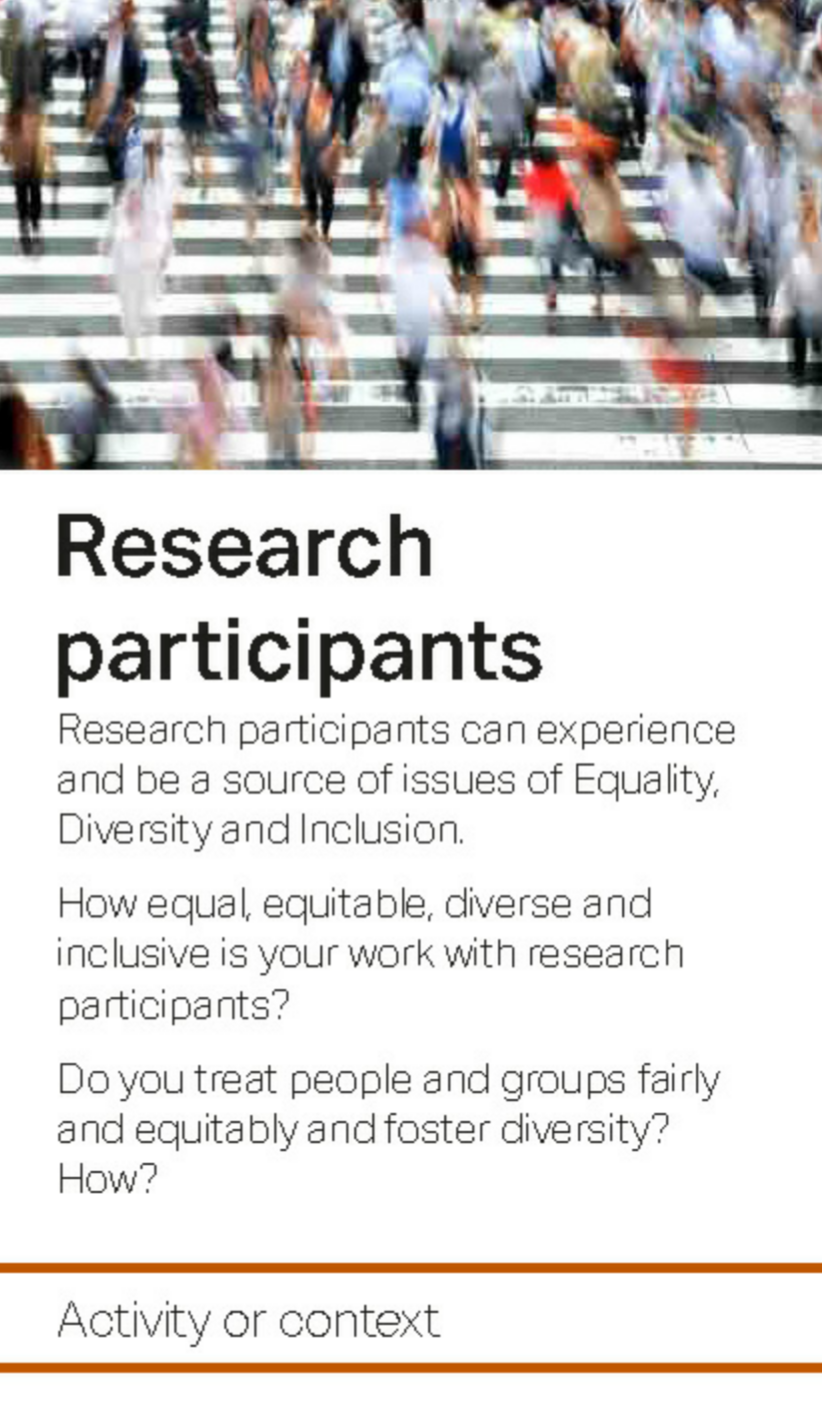 Research
participants
Research participants can experience
and be a source of issues of Equality,
Diversity and Inclusion.
How equal, equitable, diverse and
inclusive is your work with research
participants?
Do you treat people and groups fairly
and equitably and foster diversity?
How?
Activity or context